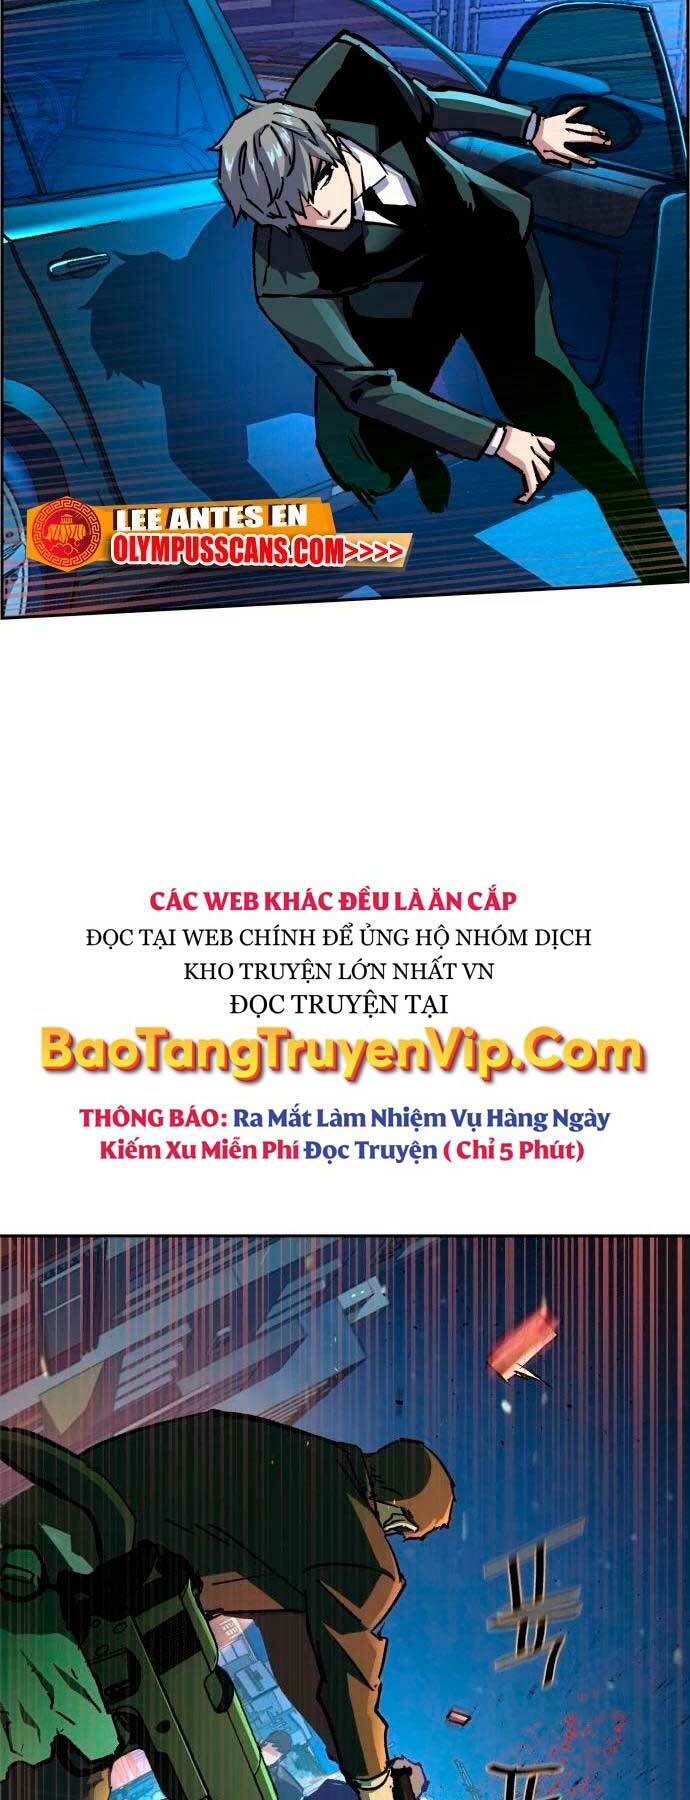 LEE ANTES EN
OLYMPUSSCANS.COM>>>>
CÁC WEB KHÁC ĐỀU LÀ ĂN CẮP
ĐỌC TẠI WEB CHÍNH ĐỂ ỦNG HỘ NHÓM DỊCH
KHO TRUYỆN LỚN NHẤT VN
ĐỌC TRUYỆN TẠI
BaoTangTruyenVip.Com
THÔNG BÁO: Ra Mắt Làm Nhiệm Vụ Hàng Ngày
Kiếm Xu Miễn Phí Đọc Truyện ( Chỉ 5 Phút)